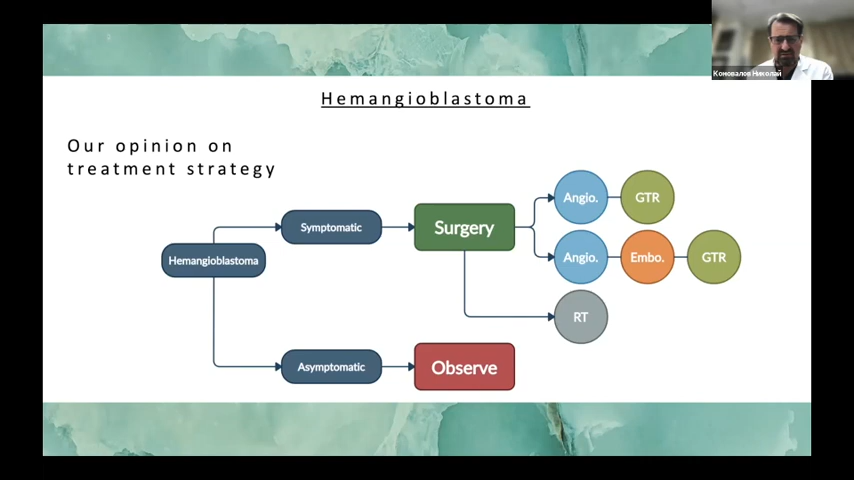 Коновалов Николай
Hemangioblastoma
Our opinion on
treatment strategy
Angio.
GTR
Symptomatic
Surgery
Hemangioblastoma
Angio.
Embo.
GTR
RT
Asymptomatic
Observe